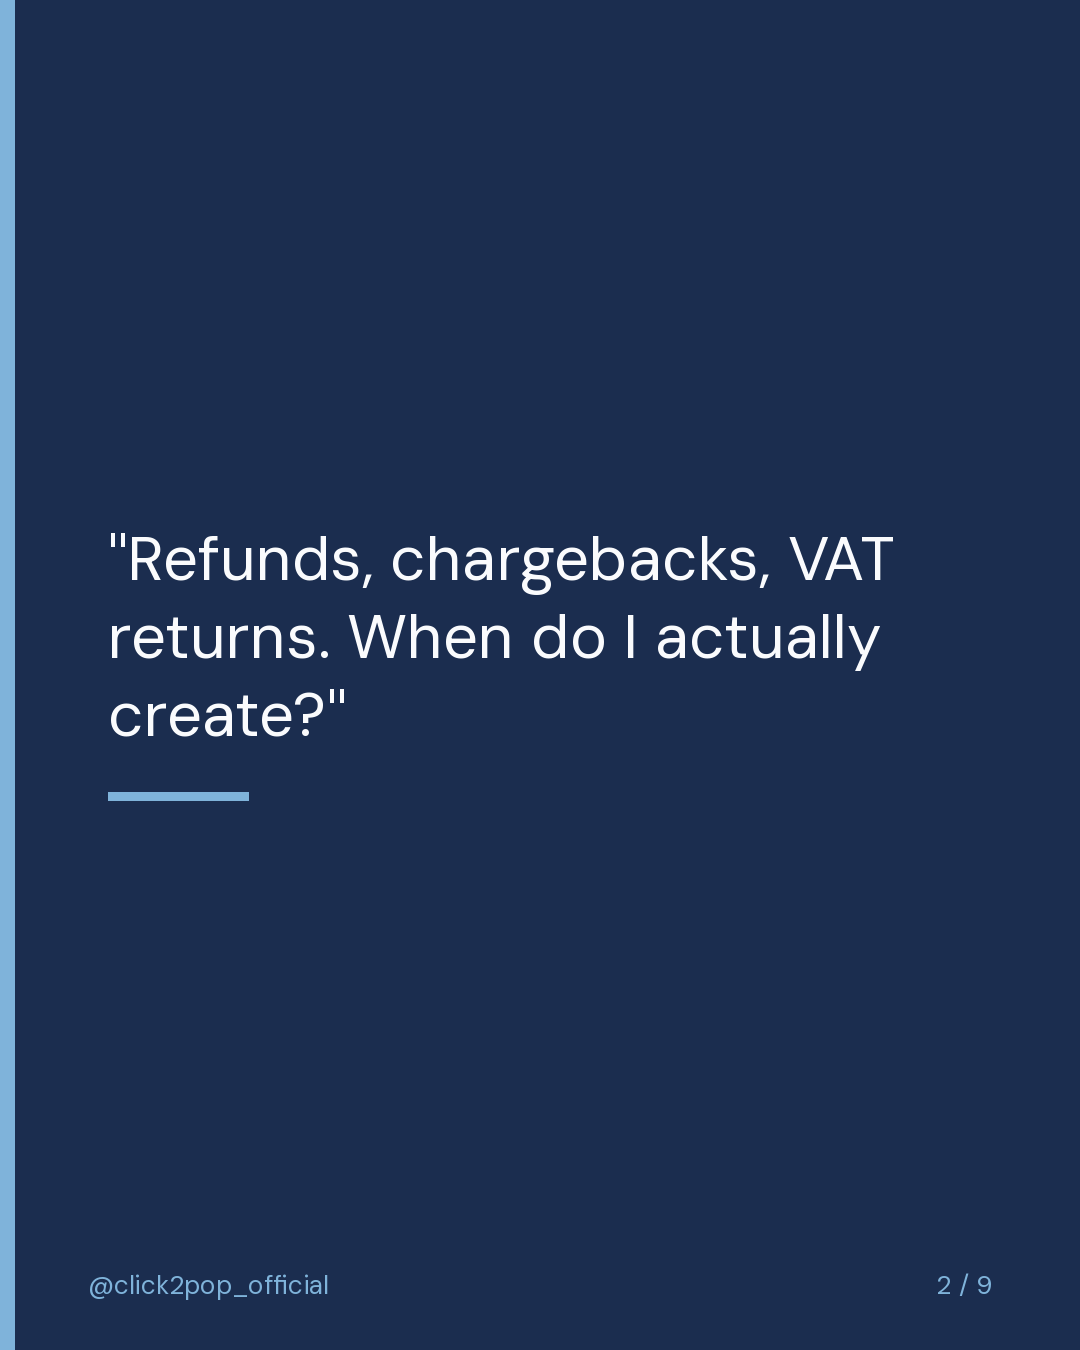 "Refunds, chargebacks, VAT
returns. When do I actually
create?"
@click2pop_official
2 / 9